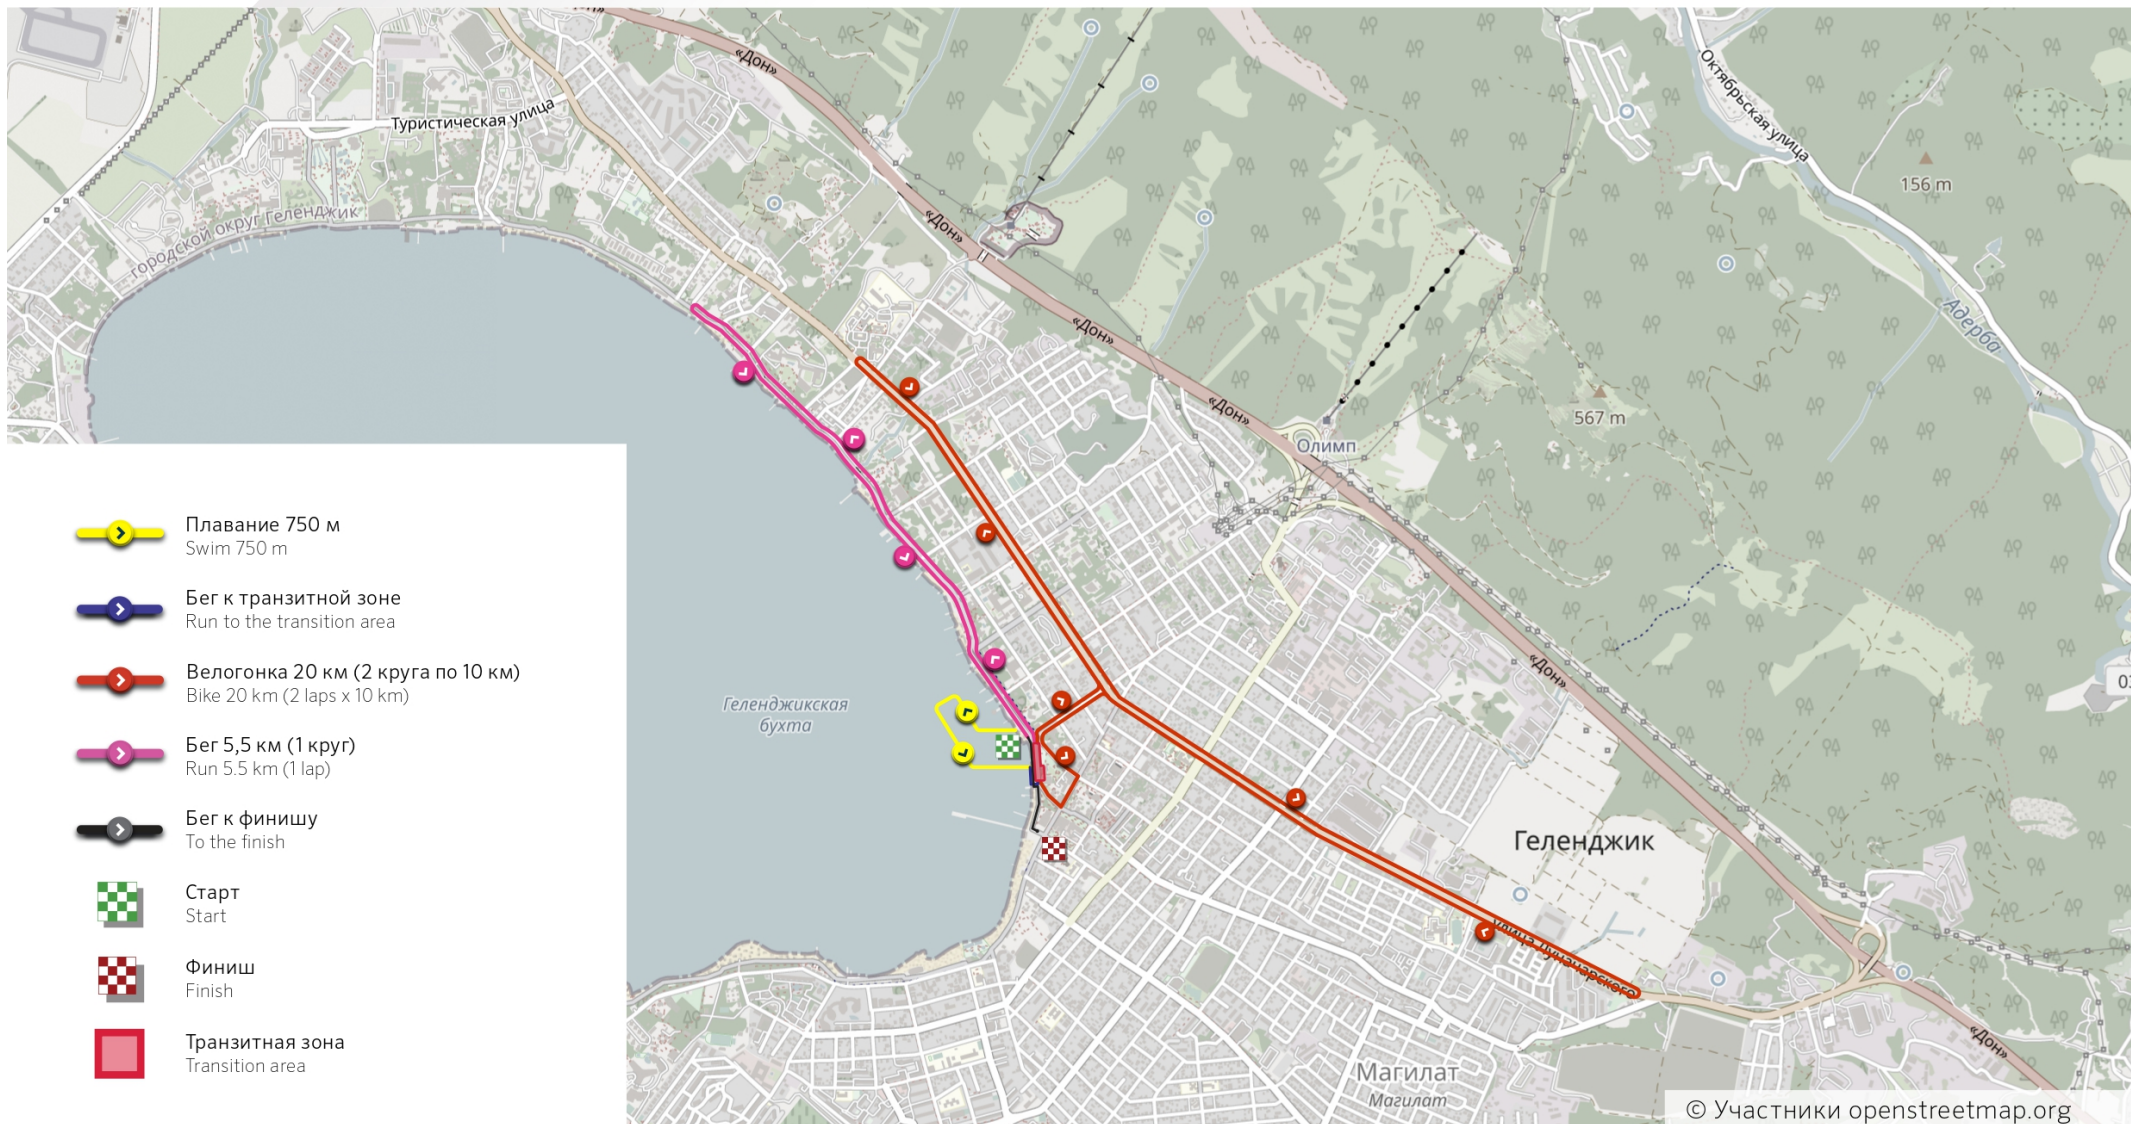 «Дон»
Октябрьская улица
Туристическая улица
156 m
городской округ Геленджик
«Дон»
Адерба
«Дон»
«Дон»
567 m
Олимп
Плавание 750 м
Swim 750 m
Бег к транзитной зоне
Run to the transition area
Велогонка 20 км (2 круга по 10 км)
Bike 20 km (2 laps x 10 km)
«Дон»
03
Геленджикская
бухта
Бег 5,5 км (1 круг)
Run 5.5 km (1 lap)
Бег к финишу
To the finish
Геленджик
Старт
Start
улица Луначарского
Финиш
Finish
Транзитная зона
Transition area
«Дон»
Магилат
Магилат
© Участники openstreetmap.org